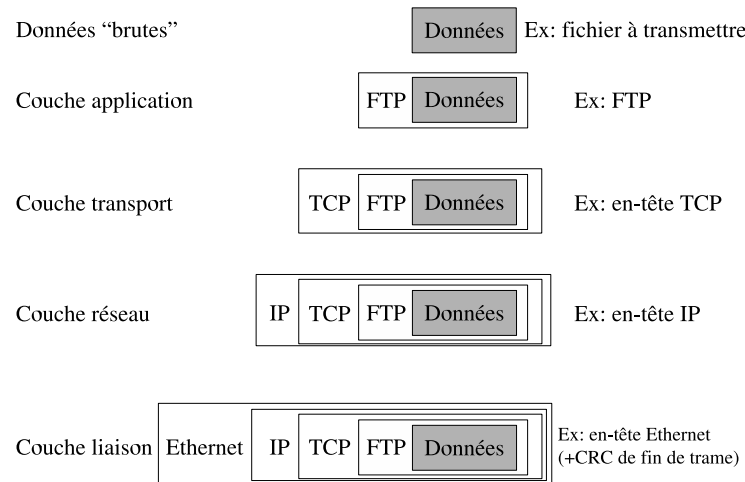 Données “brutes” Données Ex: fichier à transmettre
Couche application FTP Données Ex: FTP
Couche transport TCP FTP Données Ex: en-tête TCP
Couche réseau IP TCP FTP Données Ex: en-tête IP
Couche liaison Ethernet IP TCP FTP Données Ex: en-tête Ethernet
(+CRC de fin de trame)